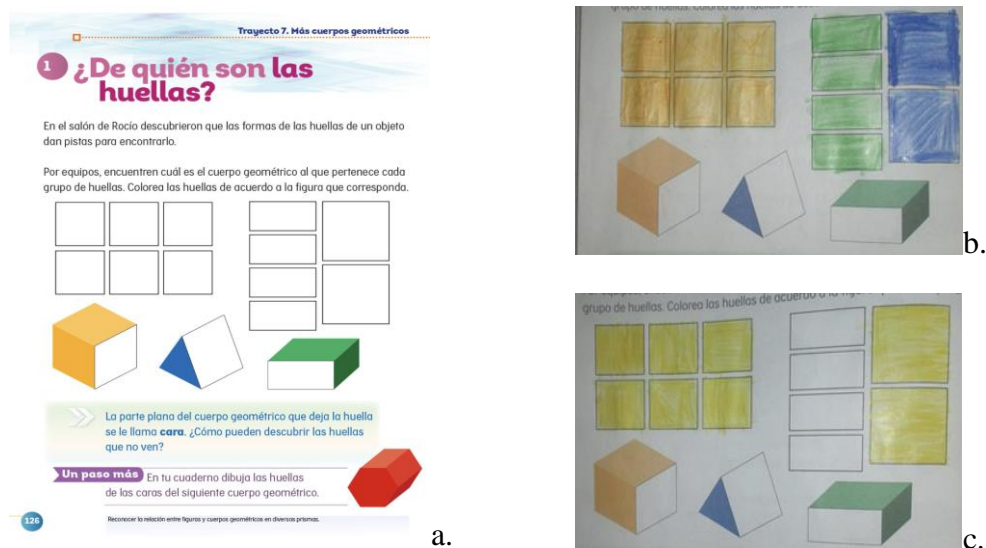 Trayecto 7. Más cuerpos geométricos
1 ¿De quién son las
huellas?
En el salón de Rocío descubrieron que las formas de las huellas de un objeto
dan pistas para encontrarlo.
Por equipos, encuentren cuál es el cuerpo geométrico al que pertenece cada
grupo de huellas. Colorea las huellas de acuerdo a la figura que corresponda.
La parte plana del cuerpo geométrico que deja la huella
se le llama cara. ¿Cómo pueden descubrir las huellas
que no ven?
Un paso más En tu cuaderno dibuja las huellas
de las caras del siguiente cuerpo geométrico.
126
Reconocer la relación entre figuras y cuerpos geométricos en diversos prismas.
a.
grupo de huellas. Colorea las huellas de
b.
grupo de huellas. Colorea las huellas de acuerdo a la
c.